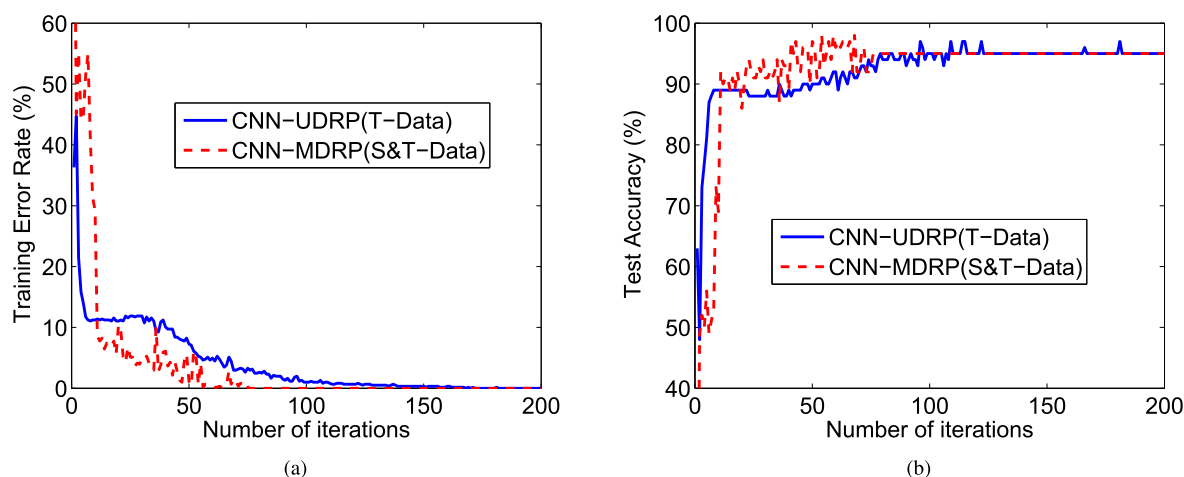 60
50
40
30
20
10
0
Training Error Rate (%)
CNN−UDRP(T−Data)
CNN−MDRP(S&T−Data)
0 50 100 150 200
Number of iterations
(a)
100
90
80
70
60
50
40
Test Accuracy (%)
CNN−UDRP(T−Data)
CNN−MDRP(S&T−Data)
0 50 100 150 200
Number of iterations
(b)